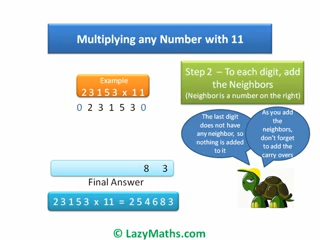 Multiplying any Number with 11
Example
2 3 1 5 3 x 1 1
0 2 3 1 5 3 0
Step 2 – To each digit, add
the Neighbors
(Neighbor is a number on the right)
The last digit
does not have
any neighbor, so
nothing is added
to it
As you add
the
neighbors,
don't forget
to add the
carry overs
8 3
Final Answer
2 3 1 5 3 x 11 = 2 5 4 6 8 3
© LazyMaths.com